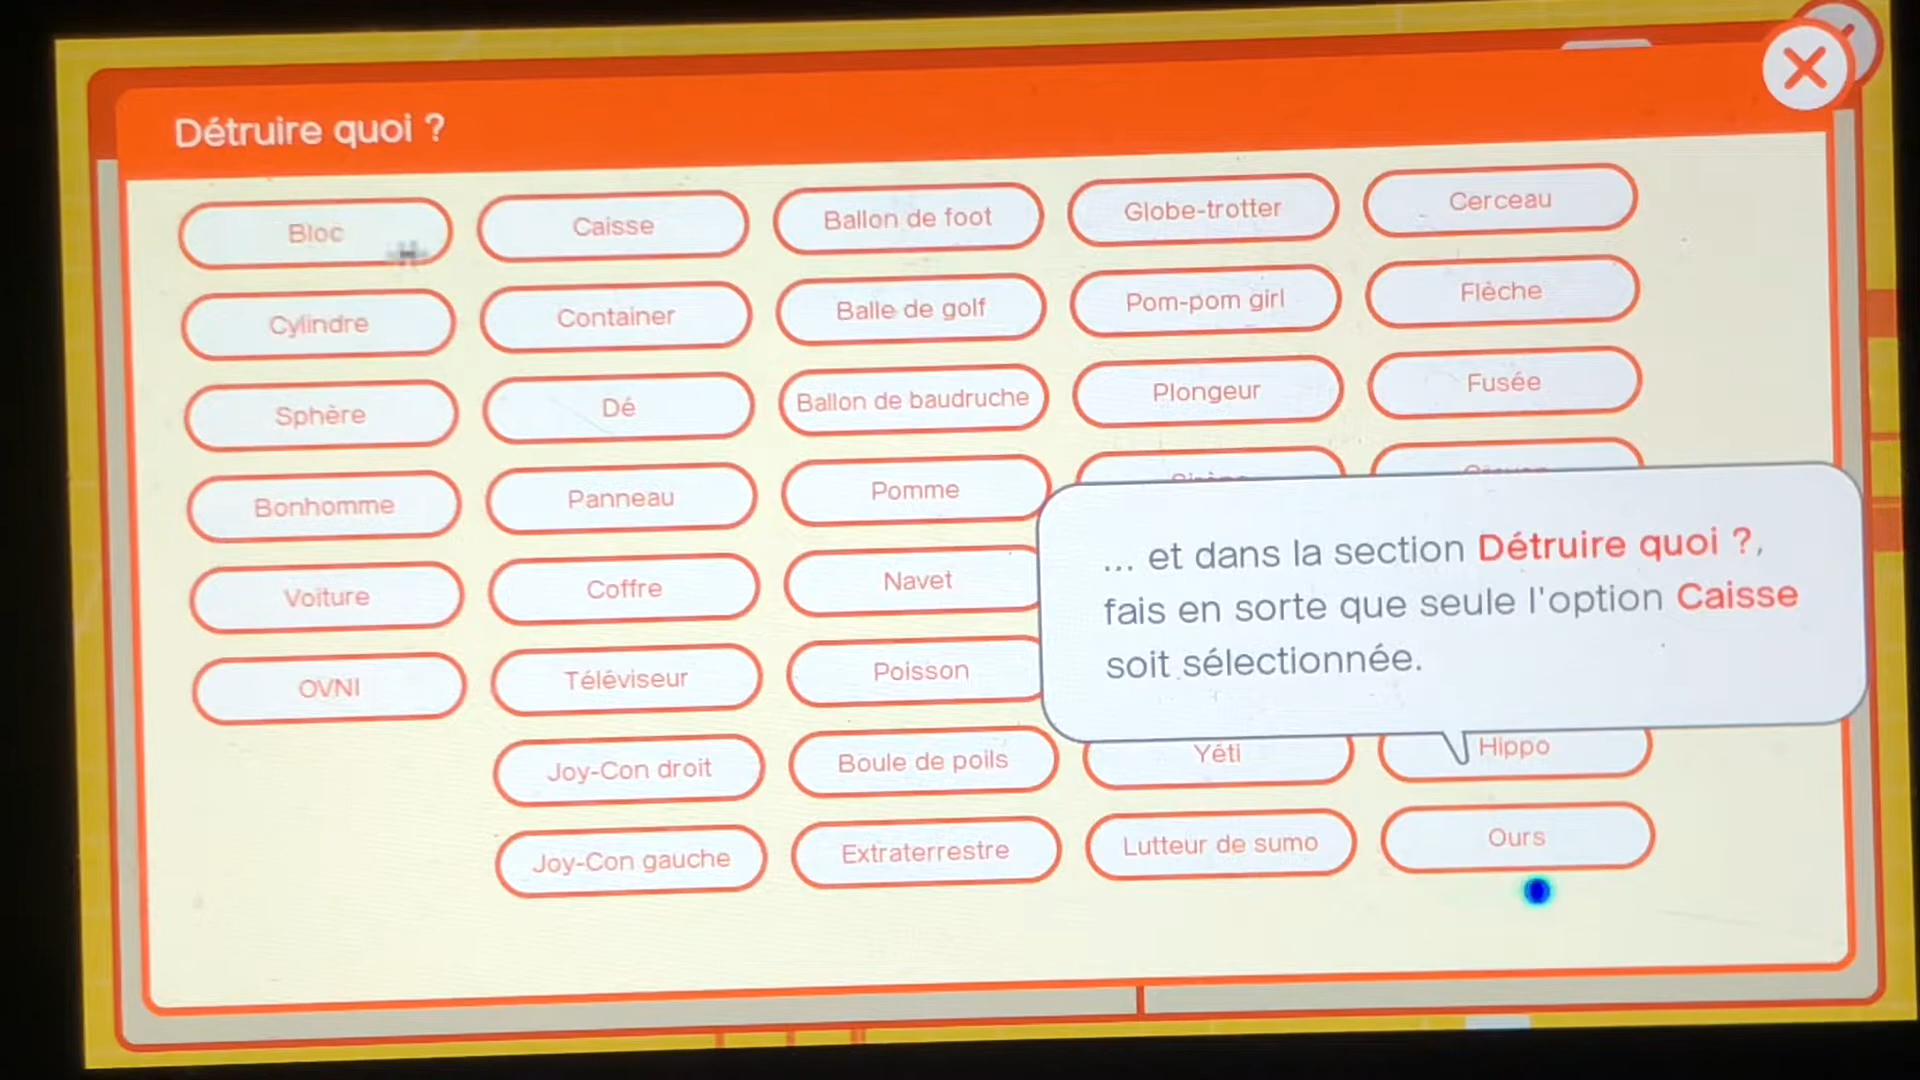 Détruire quoi ?
Bloc
Caisse
Ballon de foot
Globe-trotter
Cerceau
Cylindre
Container
Balle de golf
Pom-pom girl
Flèche
Sphère
Dé
Ballon de baudruche
Plongeur
Fusée
Bonhomme
Panneau
Pomme
Voiture
Coffre
Navet
OVNI
Téléviseur
Poisson
... et dans la section Détruire quoi ?,
fais en sorte que seule l'option Caisse
soit sélectionnée.
Joy-Con droit
Boule de poils
Yéti
Hippo
Joy-Con gauche
Extraterrestre
Lutteur de sumo
Ours